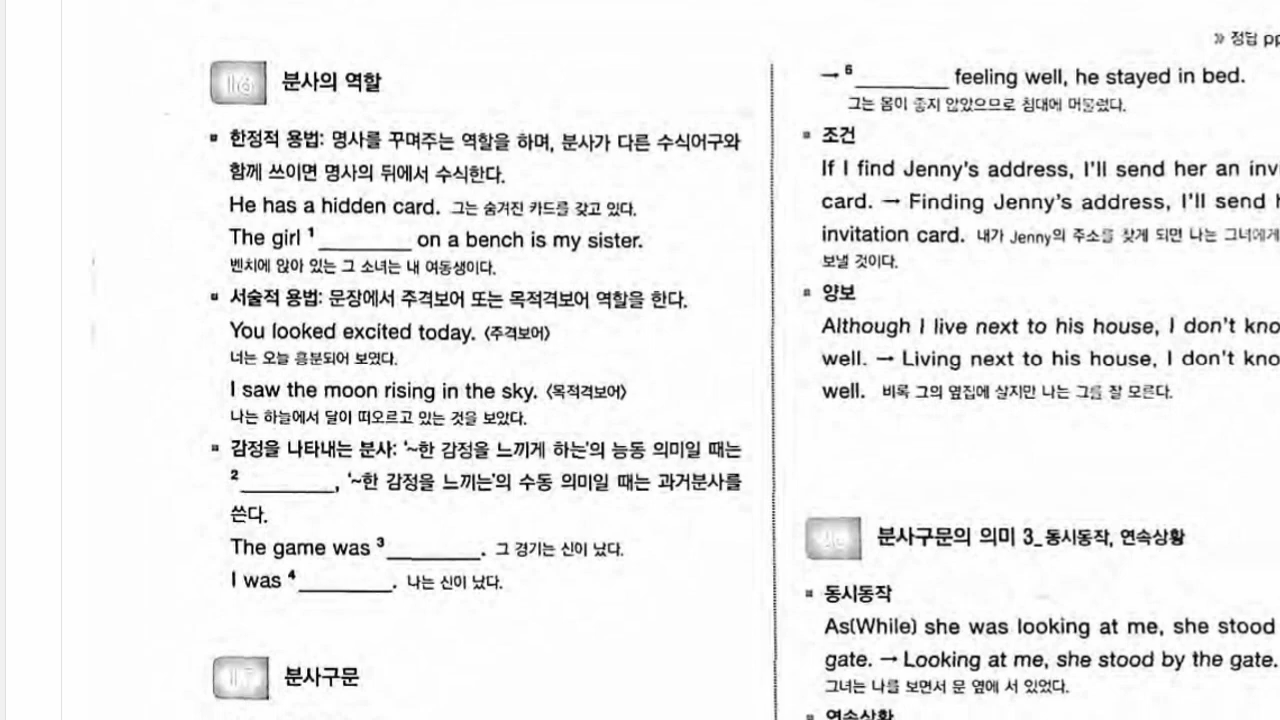 » 정답 pp
16 분사의 역할
한정적 용법: 명사를 꾸며주는 역할을 하며, 분사가 다른 수식어구와
함께 쓰이면 명사의 뒤에서 수식한다.
He has a hidden card. 그는 숨겨진 카드를 갖고 있다.
The girl 1 ________ on a bench is my sister.
벤치에 앉아 있는 그 소녀는 내 여동생이다.
서술적 용법: 문장에서 주격보어 또는 목적격보어 역할을 한다.
You looked excited today. 〈주격보어〉
너는 오늘 흥분되어 보였다.
I saw the moon rising in the sky. 〈목적격보어〉
나는 하늘에서 달이 떠오르고 있는 것을 보았다.
감정을 나타내는 분사: '~한 감정을 느끼게 하는'의 능동 의미일 때는
2 ________, '~한 감정을 느끼는'의 수동 의미일 때는 과거분사를
쓴다.
The game was 3 ________. 그 경기는 신이 났다.
I was 4 ________. 나는 신이 났다.
17 분사구문
→ 6 ________ feeling well, he stayed in bed.
그는 몸이 좋지 않았으므로 침대에 머물렀다.
조건
If I find Jenny's address, I'll send her an inv
card. → Finding Jenny's address, I'll send h
invitation card. 내가 Jenny의 주소를 찾게 되면 나는 그녀에게
보낼 것이다.
양보
Although I live next to his house, I don't kno
well. → Living next to his house, I don't kno
well. 비록 그의 옆집에 살지만 나는 그를 잘 모른다.
분사구문의 의미 3_동시동작, 연속상황
동시동작
As(While) she was looking at me, she stood
gate. → Looking at me, she stood by the gate.
그녀는 나를 보면서 문 옆에 서 있었다.
연속상황